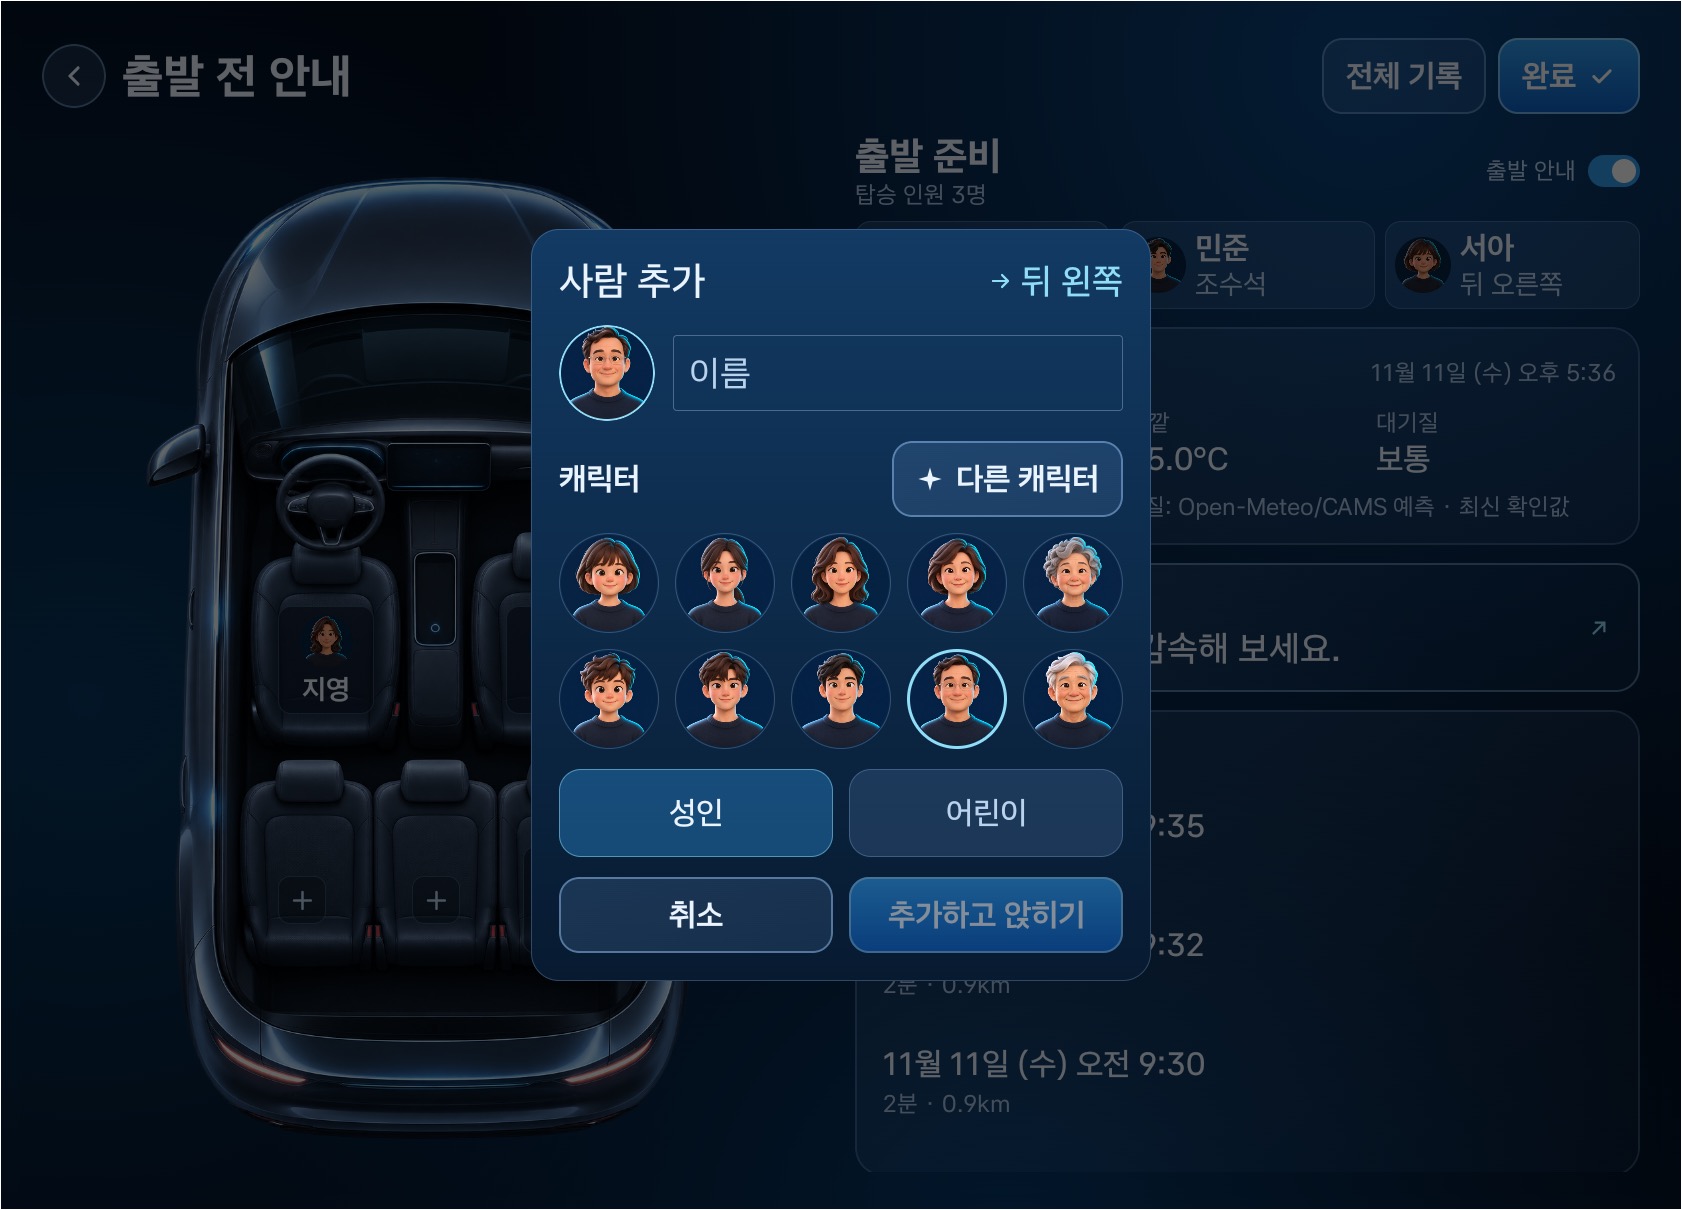 출발 전 안내
전체 기록
완료
출발 준비
탑승 인원 3명
출발 안내
민준
조수석
서아
뒤 오른쪽
사람 추가
→ 뒤 왼쪽
이름
11월 11일 (수) 오후 5:36
대기질
5.0°C
보통
캐릭터
다른 캐릭터
Open-Meteo/CAMS 예측 · 최신 확인값
보세요.
지영
성인
어린이
:35
취소
추가하고 앉히기
:32
2분 · 0.9km
11월 11일 (수) 오전 9:30
2분 · 0.9km